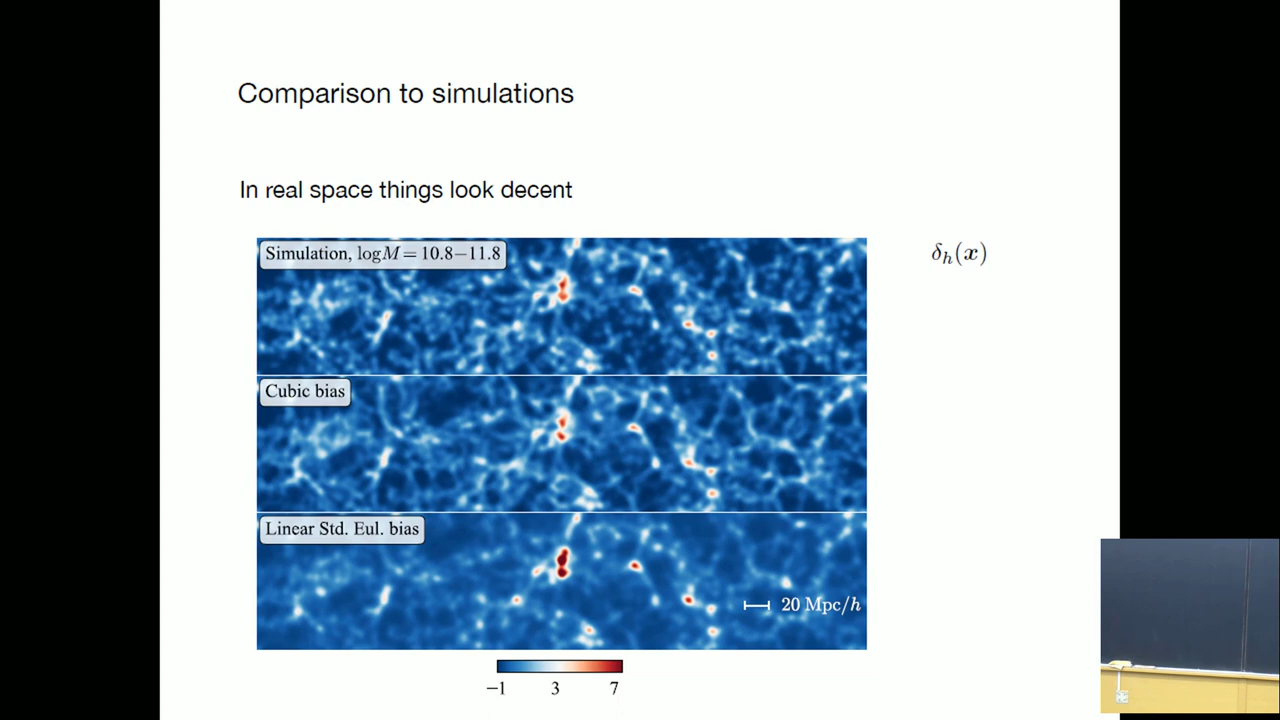 Comparison to simulations
In real space things look decent
Simulation, log M = 10.8−11.8
δ_h(x)
Cubic bias
Linear Std. Eul. bias
20 Mpc/h
−1 3 7